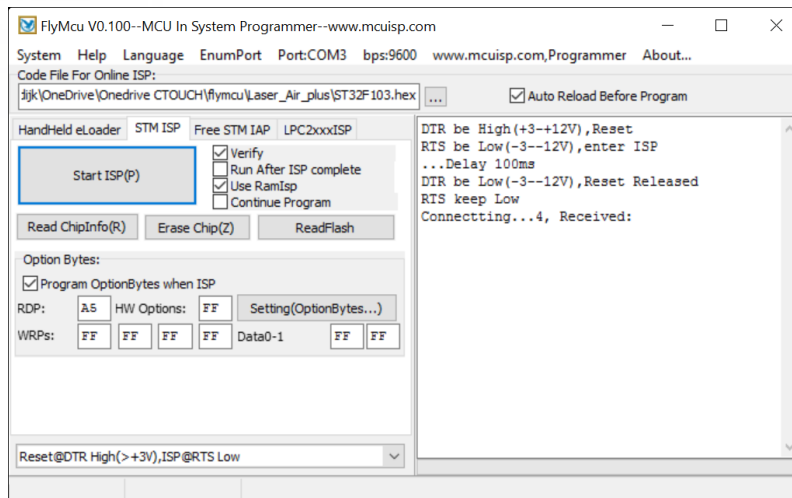 FlyMcu V0.100--MCU In System Programmer--www.mcuisp.com
System Help Language EnumPort Port:COM3 bps:9600 www.mcuisp.com,Programmer About...
Code File For Online ISP:
dijk\OneDrive\Onedrive CTOUCH\flymcu\Laser_Air_plus\ST32F103.hex ... Auto Reload Before Program
HandHeld eLoader STM ISP Free STM IAP LPC2xxxISP
Start ISP(P)
Verify
Run After ISP complete
Use RamIsp
Continue Program
Read ChipInfo(R) Erase Chip(Z) ReadFlash
Option Bytes:
Program OptionBytes when ISP
RDP: A5 HW Options: FF Setting(OptionBytes...)
WRPs: FF FF FF FF Data0-1 FF FF
Reset@DTR High(>+3V),ISP@RTS Low
DTR be High(+3-+12V),Reset
RTS be Low(-3--12V),enter ISP
...Delay 100ms
DTR be Low(-3--12V),Reset Released
RTS keep Low
Connectting...4, Received: